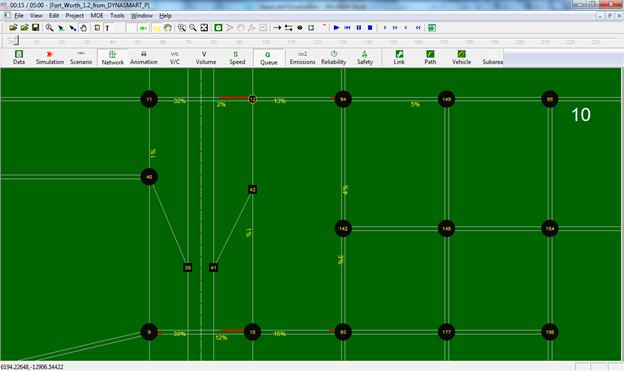 00:15 / 05:00 - [Fort_Worth_1.2_from_DYNASMART_P]
File Edit Project MOE Tools Window Help
Data Simulation Scenario Network Animation V/C Volume Speed Queue Emissions Reliability Safety Link Path Vehicle Subarea
10
11 32% 2% 12 13% 94 5% 149 95
1%
40 42 4%
142 148 154
1% 3%
39 41
9 30% 12% 10 16% 93 177 198
6194.22648, -12906.54422